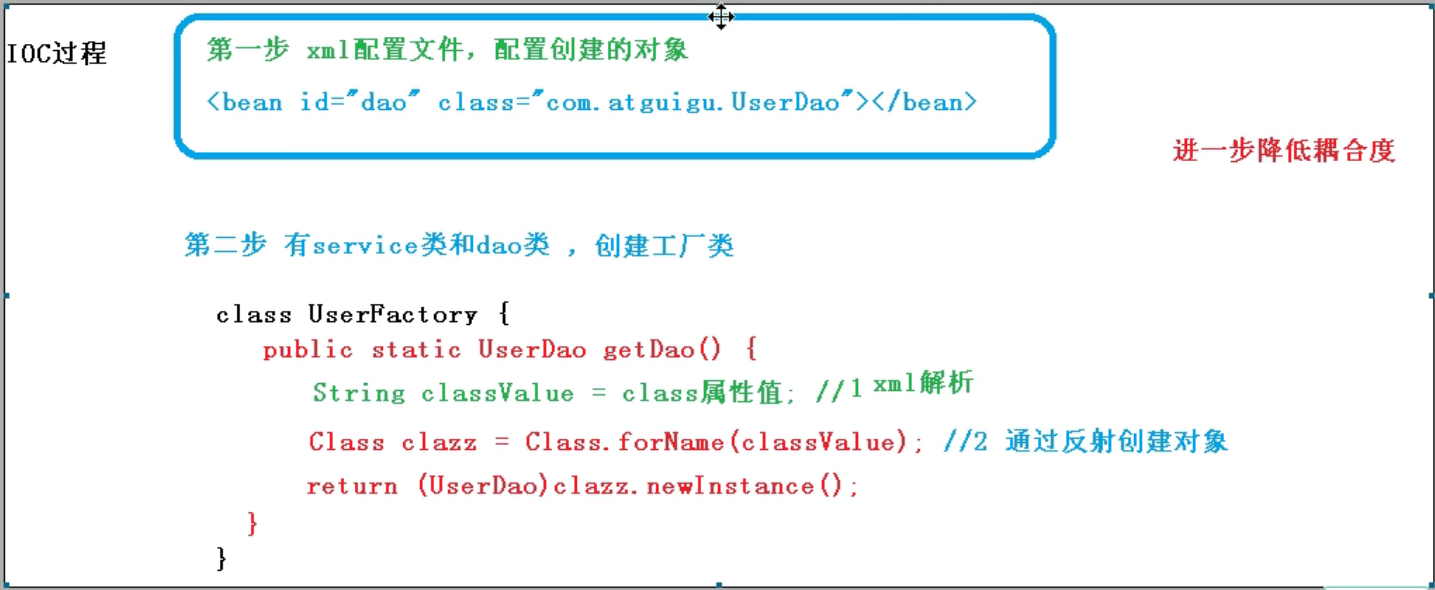 IOC过程
第一步 xml配置文件，配置创建的对象
<bean id="dao" class="com.atguigu.UserDao"></bean>
进一步降低耦合度
第二步 有service类和dao类 ，创建工厂类
class UserFactory {
public static UserDao getDao() {
String classValue = class属性值; //1 xml解析
Class clazz = Class.forName(classValue); //2 通过反射创建对象
return (UserDao)clazz.newInstance();
}
}